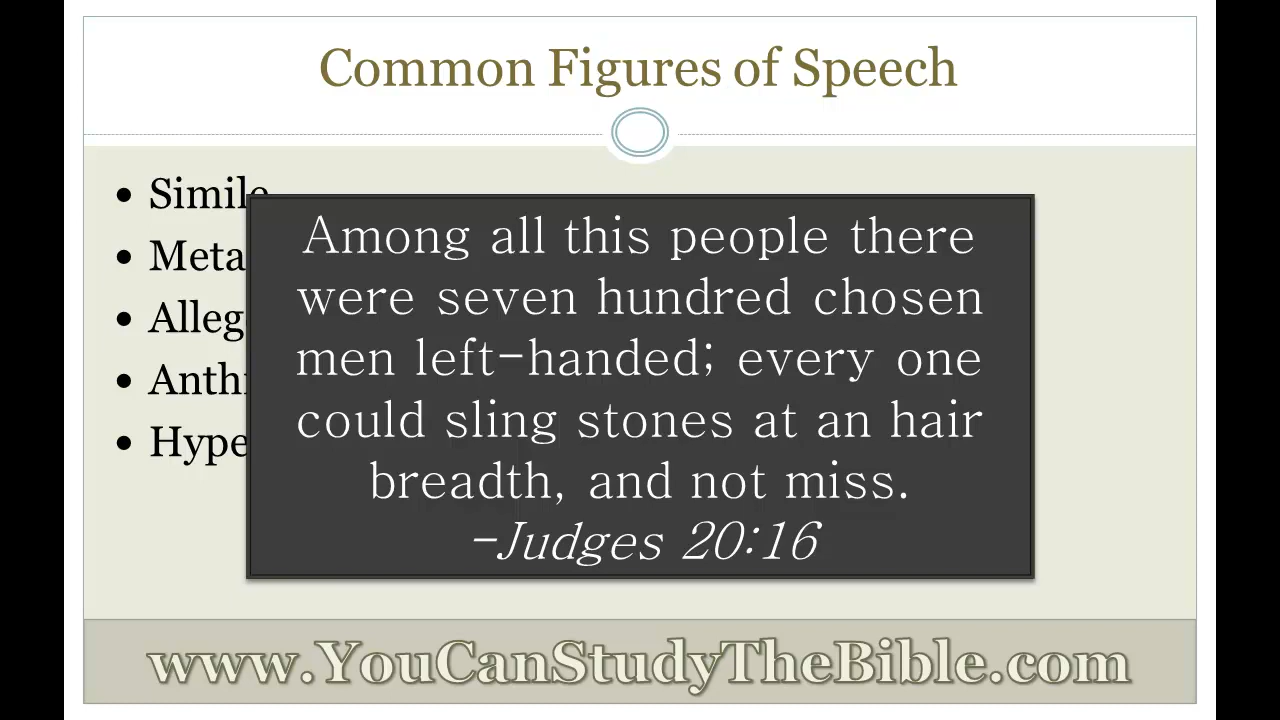 Common Figures of Speech
• Simile
• Meta
• Alleg
• Anth
• Hype
Among all this people there
were seven hundred chosen
men left-handed; every one
could sling stones at an hair
breadth, and not miss.
-Judges 20:16
www.YouCanStudyTheBible.com